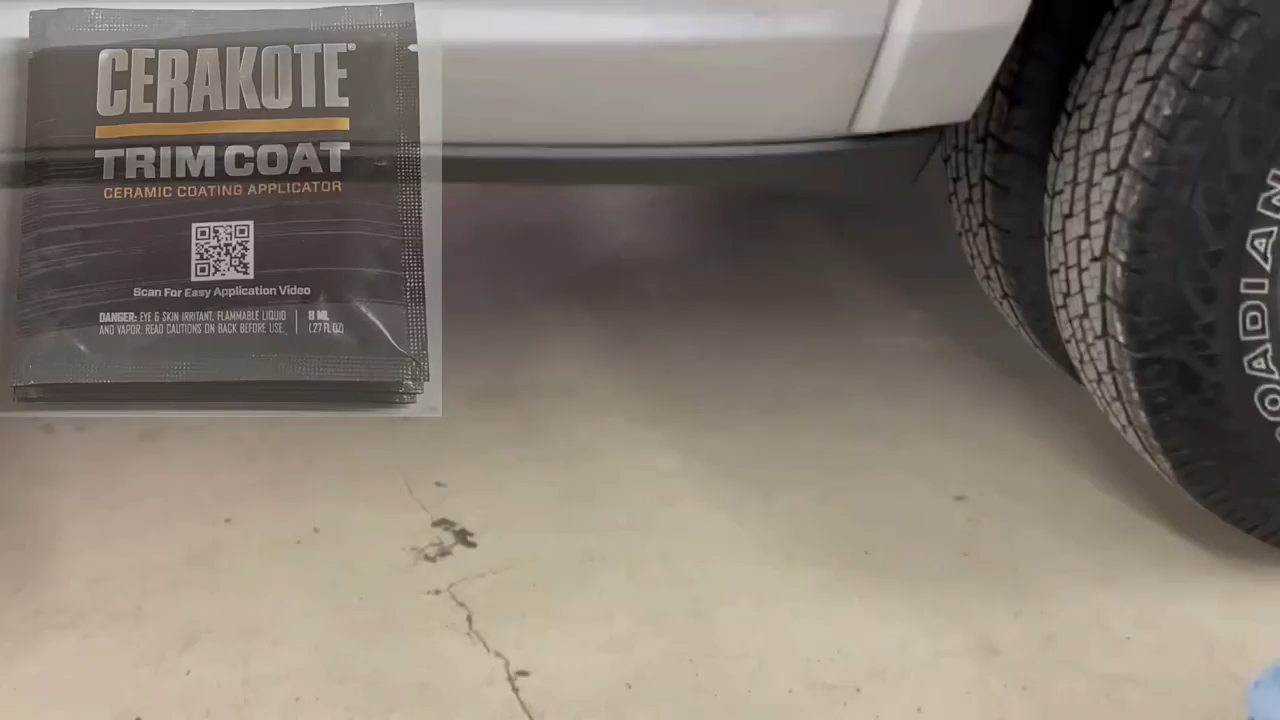 CERAKOTE®
TRIM COAT
CERAMIC COATING APPLICATOR
Scan For Easy Application Video
DANGER: EYE & SKIN IRRITANT, FLAMMABLE LIQUID
AND VAPOR. READ CAUTIONS ON BACK BEFORE USE.
8 ML
(.27 FL OZ)